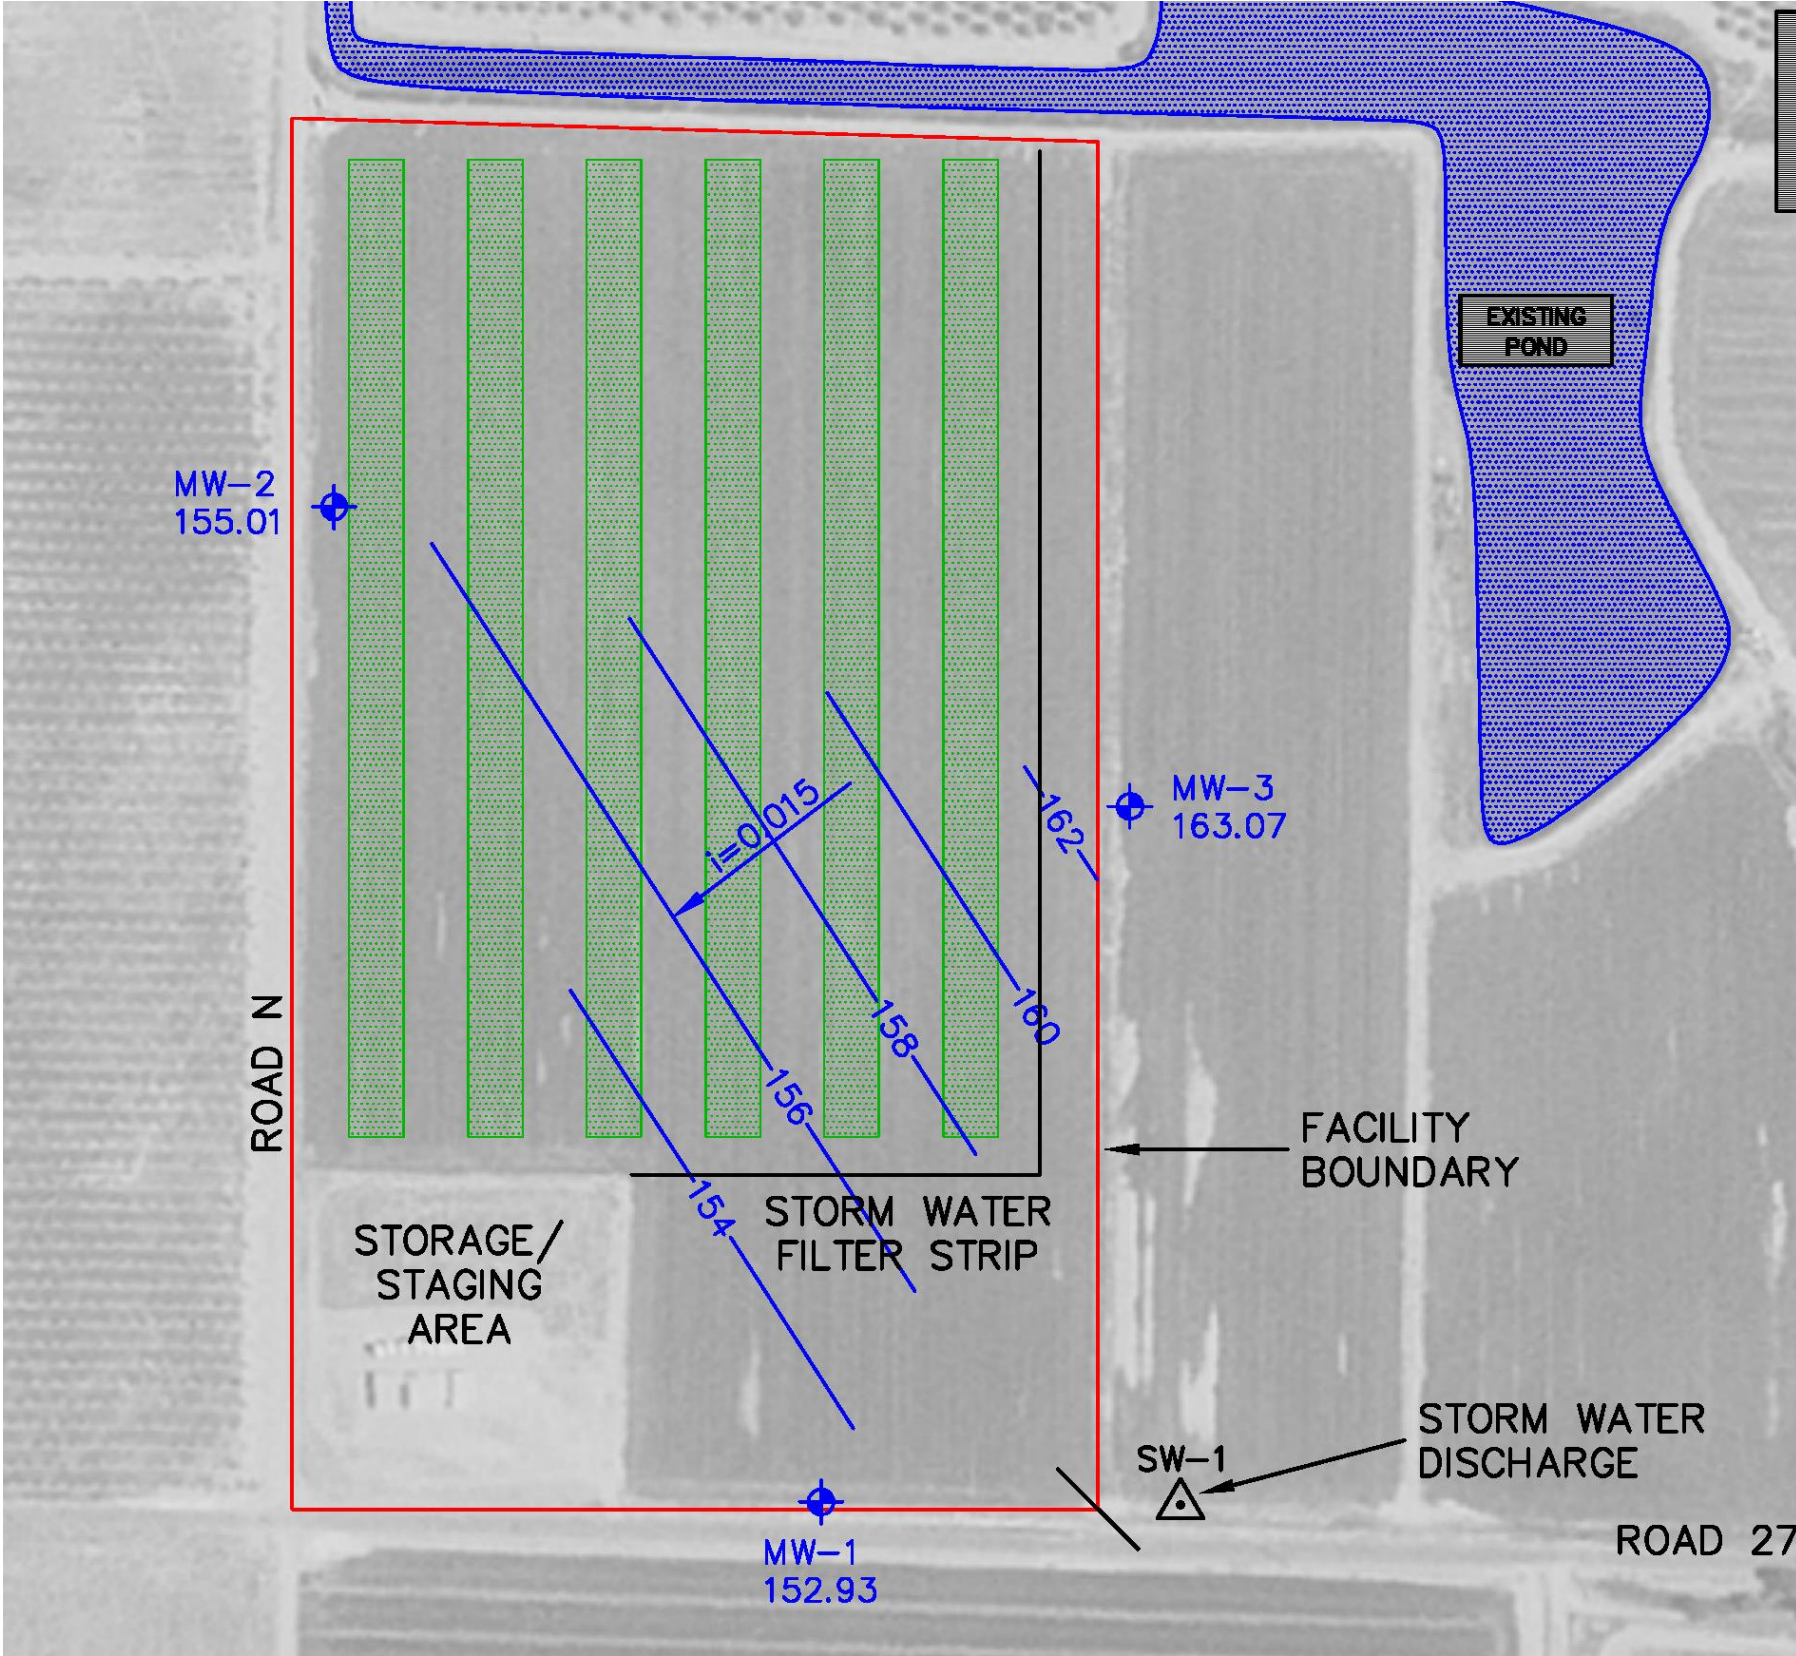 EXISTING
POND
MW-2
155.01
i=0.015
162
MW-3
163.07
160
158
156
154
ROAD N
FACILITY
BOUNDARY
STORM WATER
FILTER STRIP
STORAGE/
STAGING
AREA
STORM WATER
DISCHARGE
SW-1
ROAD 27
MW-1
152.93